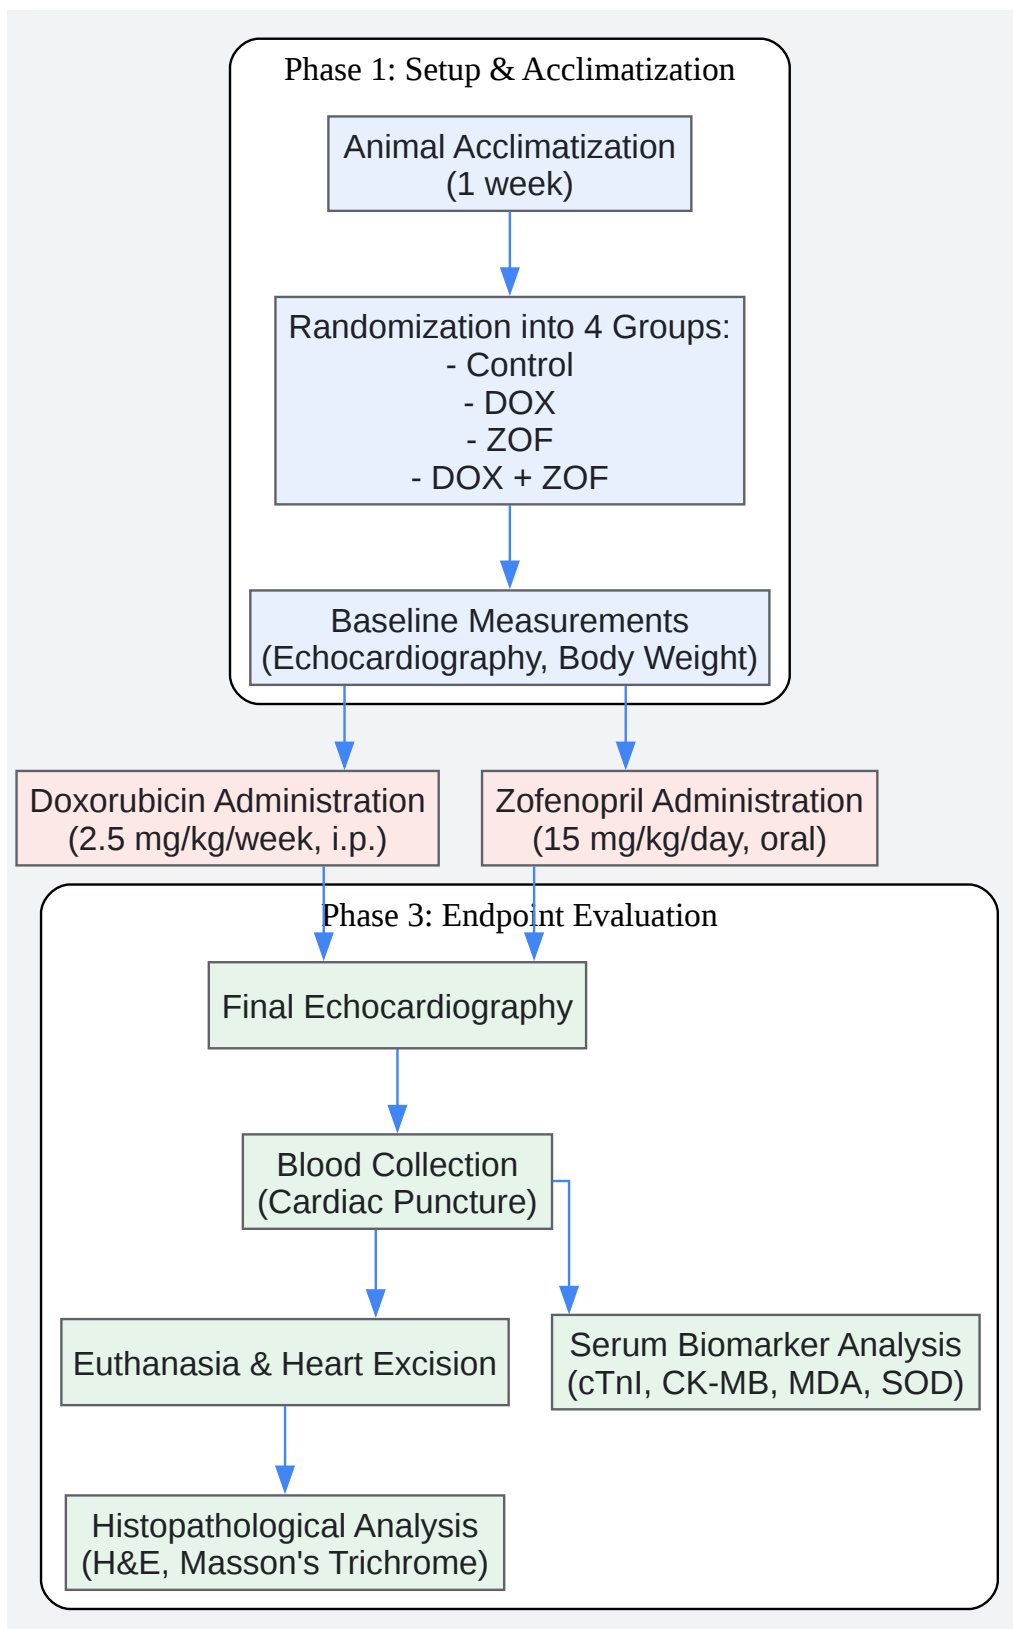 Phase 1: Setup & Acclimatization
Animal Acclimatization
(1 week)
Randomization into 4 Groups:
- Control
- DOX
- ZOF
- DOX + ZOF
Baseline Measurements
(Echocardiography, Body Weight)
Doxorubicin Administration
(2.5 mg/kg/week, i.p.)
Zofenopril Administration
(15 mg/kg/day, oral)
Phase 3: Endpoint Evaluation
Final Echocardiography
Blood Collection
(Cardiac Puncture)
Euthanasia & Heart Excision
Serum Biomarker Analysis
(cTnI, CK-MB, MDA, SOD)
Histopathological Analysis
(H&E, Masson's Trichrome)